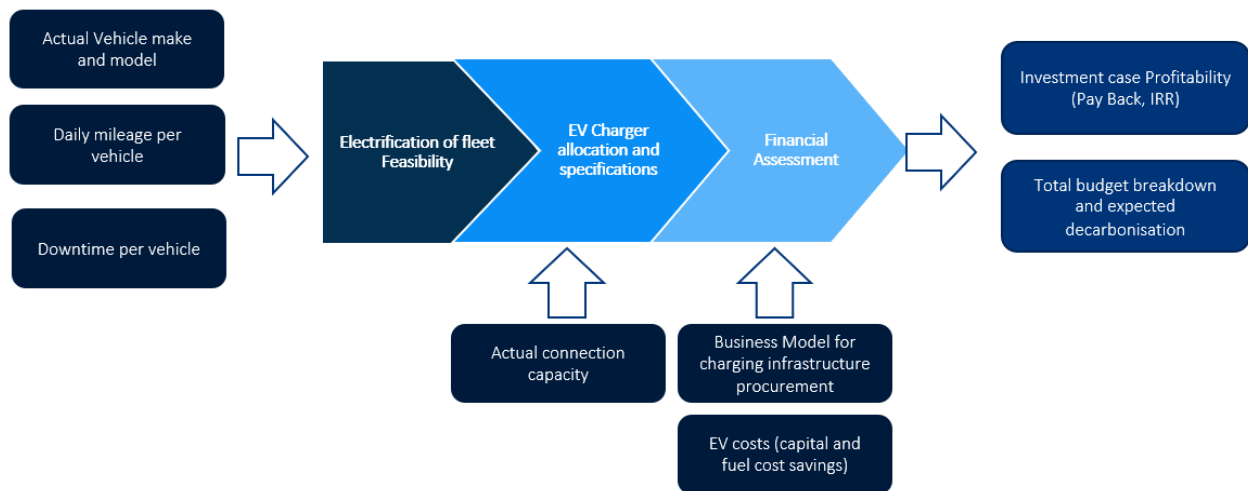 Actual Vehicle make
and model
Daily mileage per
vehicle
Downtime per vehicle
Electrification of fleet
Feasibility
EV Charger
allocation and
specifications
Financial
Assessment
Investment case Profitability
(Pay Back, IRR)
Total budget breakdown
and expected
decarbonisation
Actual connection
capacity
Business Model for
charging infrastructure
procurement
EV costs (capital and
fuel cost savings)